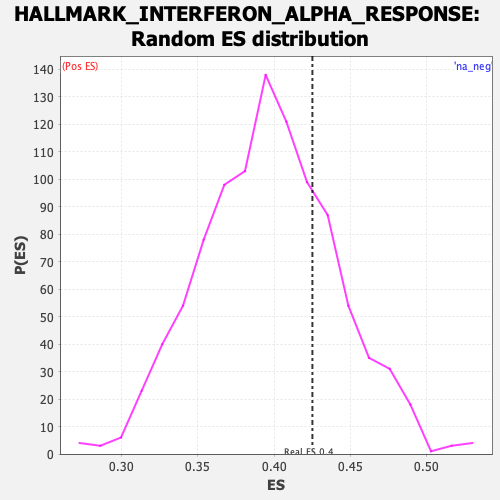 HALLMARK_INTERFERON_ALPHA_RESPONSE:
Random ES distribution
(Pos ES)
'na_neg
140
130
120
110
100
90
80
70
60
50
40
30
20
10
0
P(ES)
Real ES 0.4
0.30 0.35 0.40 0.45 0.50
ES